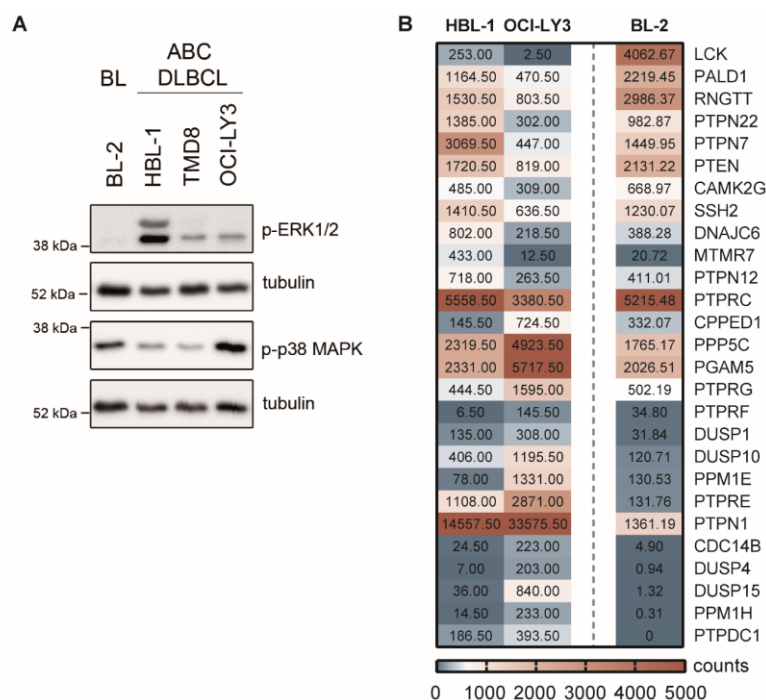 A
BL
ABC
DLBCL
BL-2
HBL-1
TMD8
OCI-LY3
38 kDa
p-ERK1/2
52 kDa
tubulin
38 kDa
p-p38 MAPK
52 kDa
tubulin
B
HBL-1 OCI-LY3 BL-2
253.00 2.50 4062.67 LCK
1164.50 470.50 2219.45 PALD1
1530.50 803.50 2986.37 RNGTT
1385.00 302.00 982.87 PTPN22
3069.50 447.00 1449.95 PTPN7
1720.50 819.00 2131.22 PTEN
485.00 309.00 668.97 CAMK2G
1410.50 636.50 1230.07 SSH2
802.00 218.50 388.28 DNAJC6
433.00 12.50 20.72 MTMR7
718.00 263.50 411.01 PTPN12
5558.50 3380.50 5215.48 PTPRC
145.50 724.50 332.07 CPPED1
2319.50 4923.50 1765.17 PPP5C
2331.00 5717.50 2026.51 PGAM5
444.50 1595.00 502.19 PTPRG
6.50 145.50 34.80 PTPRF
135.00 308.00 31.84 DUSP1
406.00 1195.50 120.71 DUSP10
78.00 1331.00 130.53 PPM1E
1108.00 2871.00 131.76 PTPRE
14557.50 33575.50 1361.19 PTPN1
24.50 223.00 4.90 CDC14B
7.00 203.00 0.94 DUSP4
36.00 840.00 1.32 DUSP15
14.50 233.00 0.31 PPM1H
186.50 393.50 0 PTPDC1
counts
0 1000 2000 3000 4000 5000